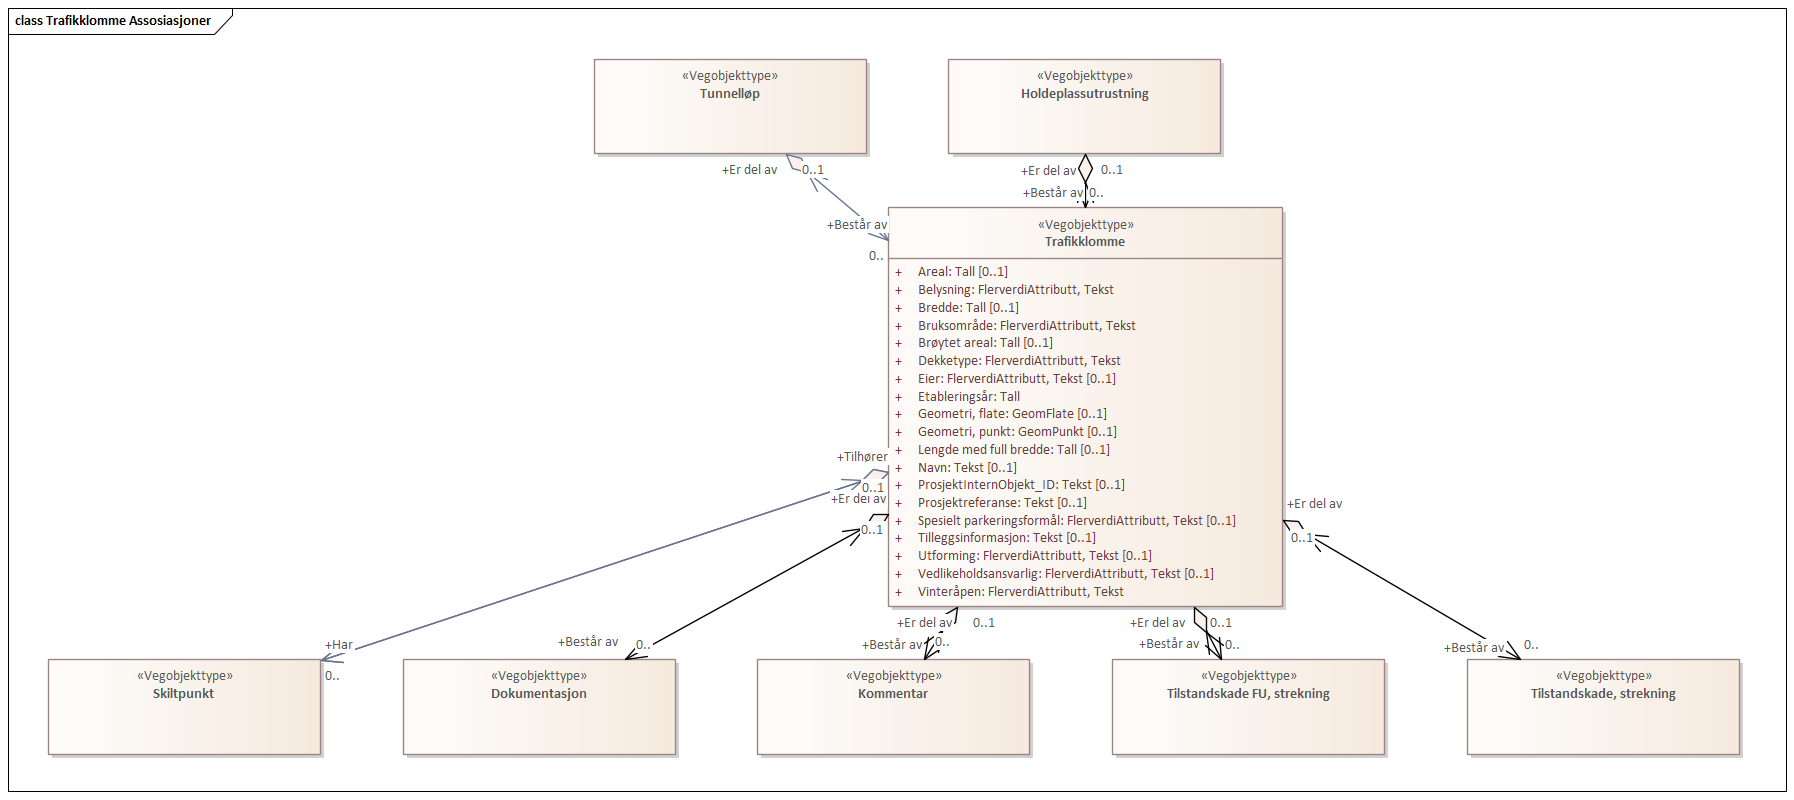 class Trafikklomme Assosiasjoner
«Vegobjekttype»
Tunnelløp
«Vegobjekttype»
Holdeplassutrustning
+Er del av
0..1
+Er del av
0..1
+Består av
0..
+Består av
0..
«Vegobjekttype»
Trafikklomme
+ Areal: Tall [0..1]
+ Belysning: FlerverdiAttributt, Tekst
+ Bredde: Tall [0..1]
+ Bruksområde: FlerverdiAttributt, Tekst
+ Brøytet areal: Tall [0..1]
+ Dekketype: FlerverdiAttributt, Tekst
+ Eier: FlerverdiAttributt, Tekst [0..1]
+ Etableringsår: Tall
+ Geometri, flate: GeomFlate [0..1]
+ Geometri, punkt: GeomPunkt [0..1]
+ Lengde med full bredde: Tall [0..1]
+ Navn: Tekst [0..1]
+ ProsjektInternObjekt_ID: Tekst [0..1]
+ Prosjektreferanse: Tekst [0..1]
+ Spesielt parkeringsformål: FlerverdiAttributt, Tekst [0..1]
+ Tilleggsinformasjon: Tekst [0..1]
+ Utforming: FlerverdiAttributt, Tekst [0..1]
+ Vedlikeholdsansvarlig: FlerverdiAttributt, Tekst [0..1]
+ Vinteråpen: FlerverdiAttributt, Tekst
+Tilhører
0..1
+Er del av
0..1
+Er del av
0..1
+Er del av
0..1
+Er del av
0..1
+Har
0..
+Består av
0..
+Består av
0..
+Består av
0..
+Består av
0..
«Vegobjekttype»
Skiltpunkt
«Vegobjekttype»
Dokumentasjon
«Vegobjekttype»
Kommentar
«Vegobjekttype»
Tilstandskade FU, strekning
«Vegobjekttype»
Tilstandskade, strekning